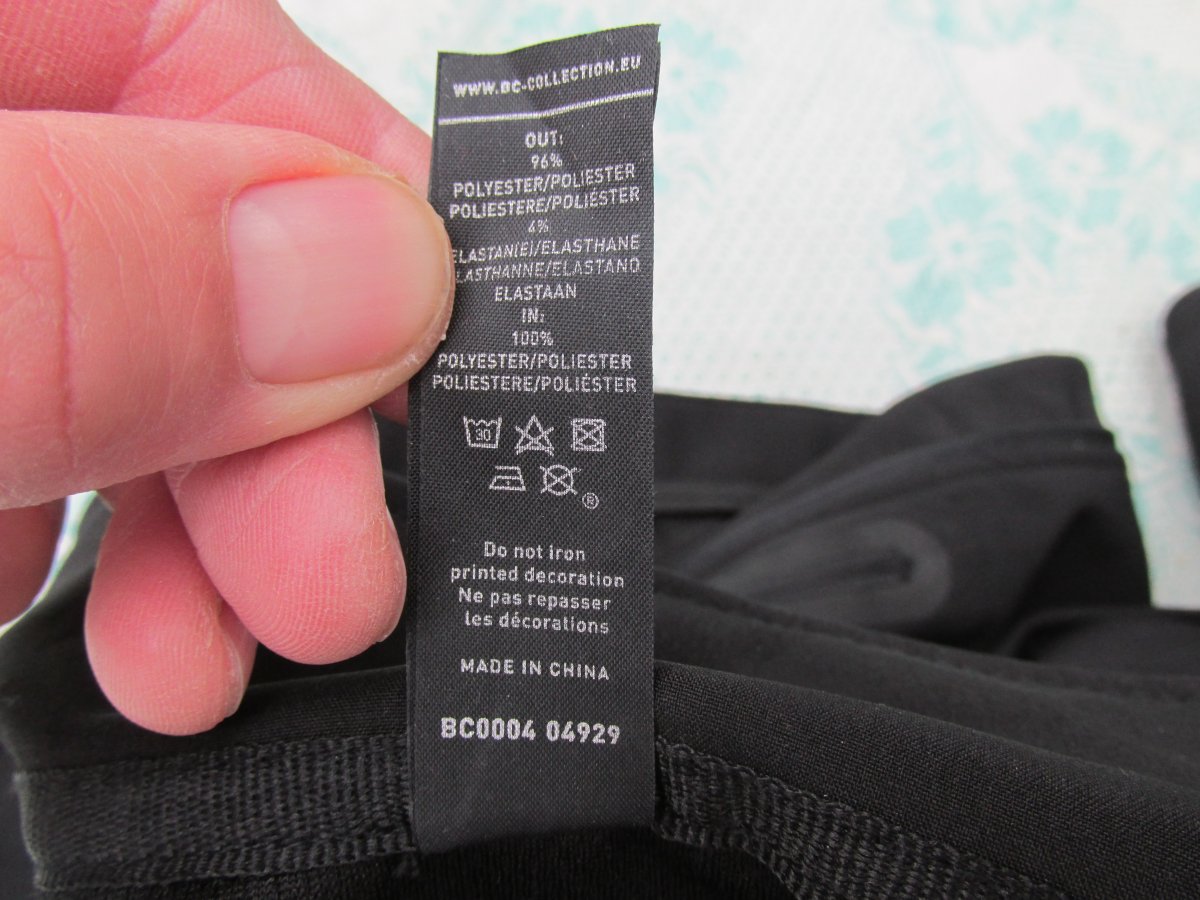 WWW.BC-COLLECTION.EU
OUT:
96%
POLYESTER/POLIESTER
POLIESTERE/POLIÉSTER
4%
ELASTAN(E)/ELASTHANE
ELASTHANNE/ELASTANO
ELASTAAN
IN:
100%
POLYESTER/POLIESTER
POLIESTERE/POLIÉSTER
30
®
Do not iron
printed decoration
Ne pas repasser
les décorations
MADE IN CHINA
BC0004 04929